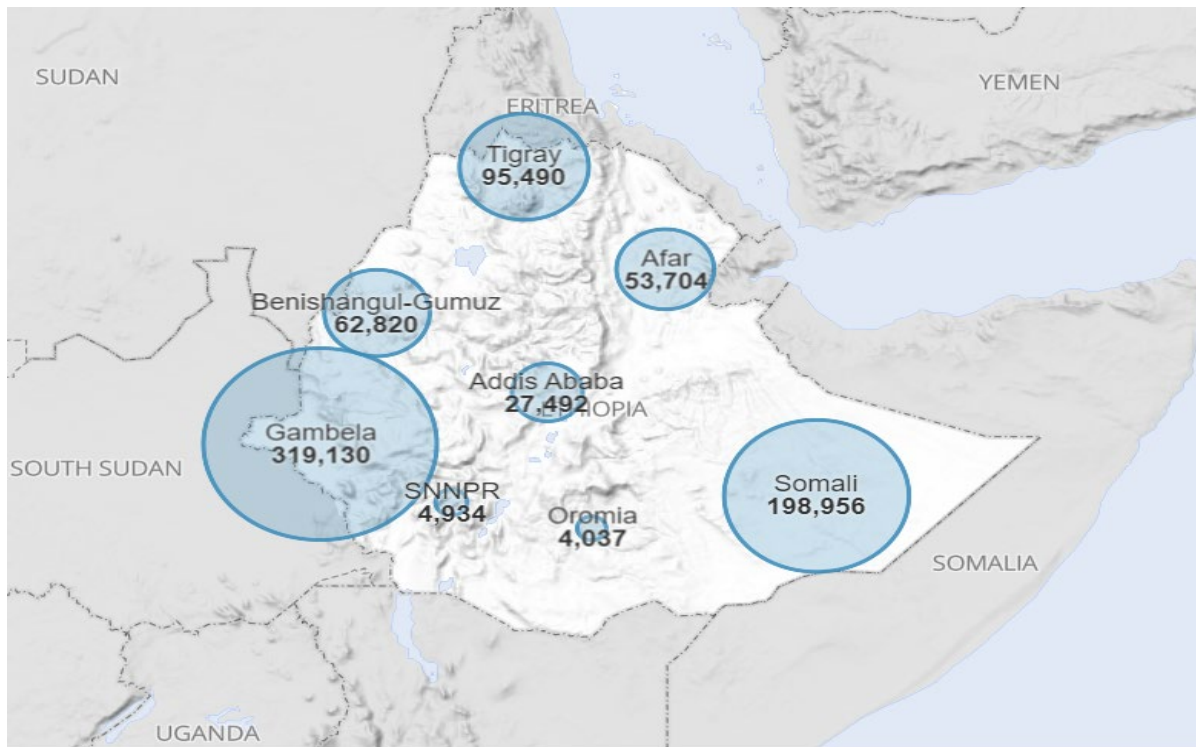 SUDAN
YEMEN
ERITREA
Tigray
95,490
Afar
53,704
Benishangul-Gumuz
62,820
Addis Ababa
27,492
ETHIOPIA
Gambela
319,130
SOUTH SUDAN
SNNPR
4,934
Somali
198,956
Oromia
4,037
SOMALIA
UGANDA